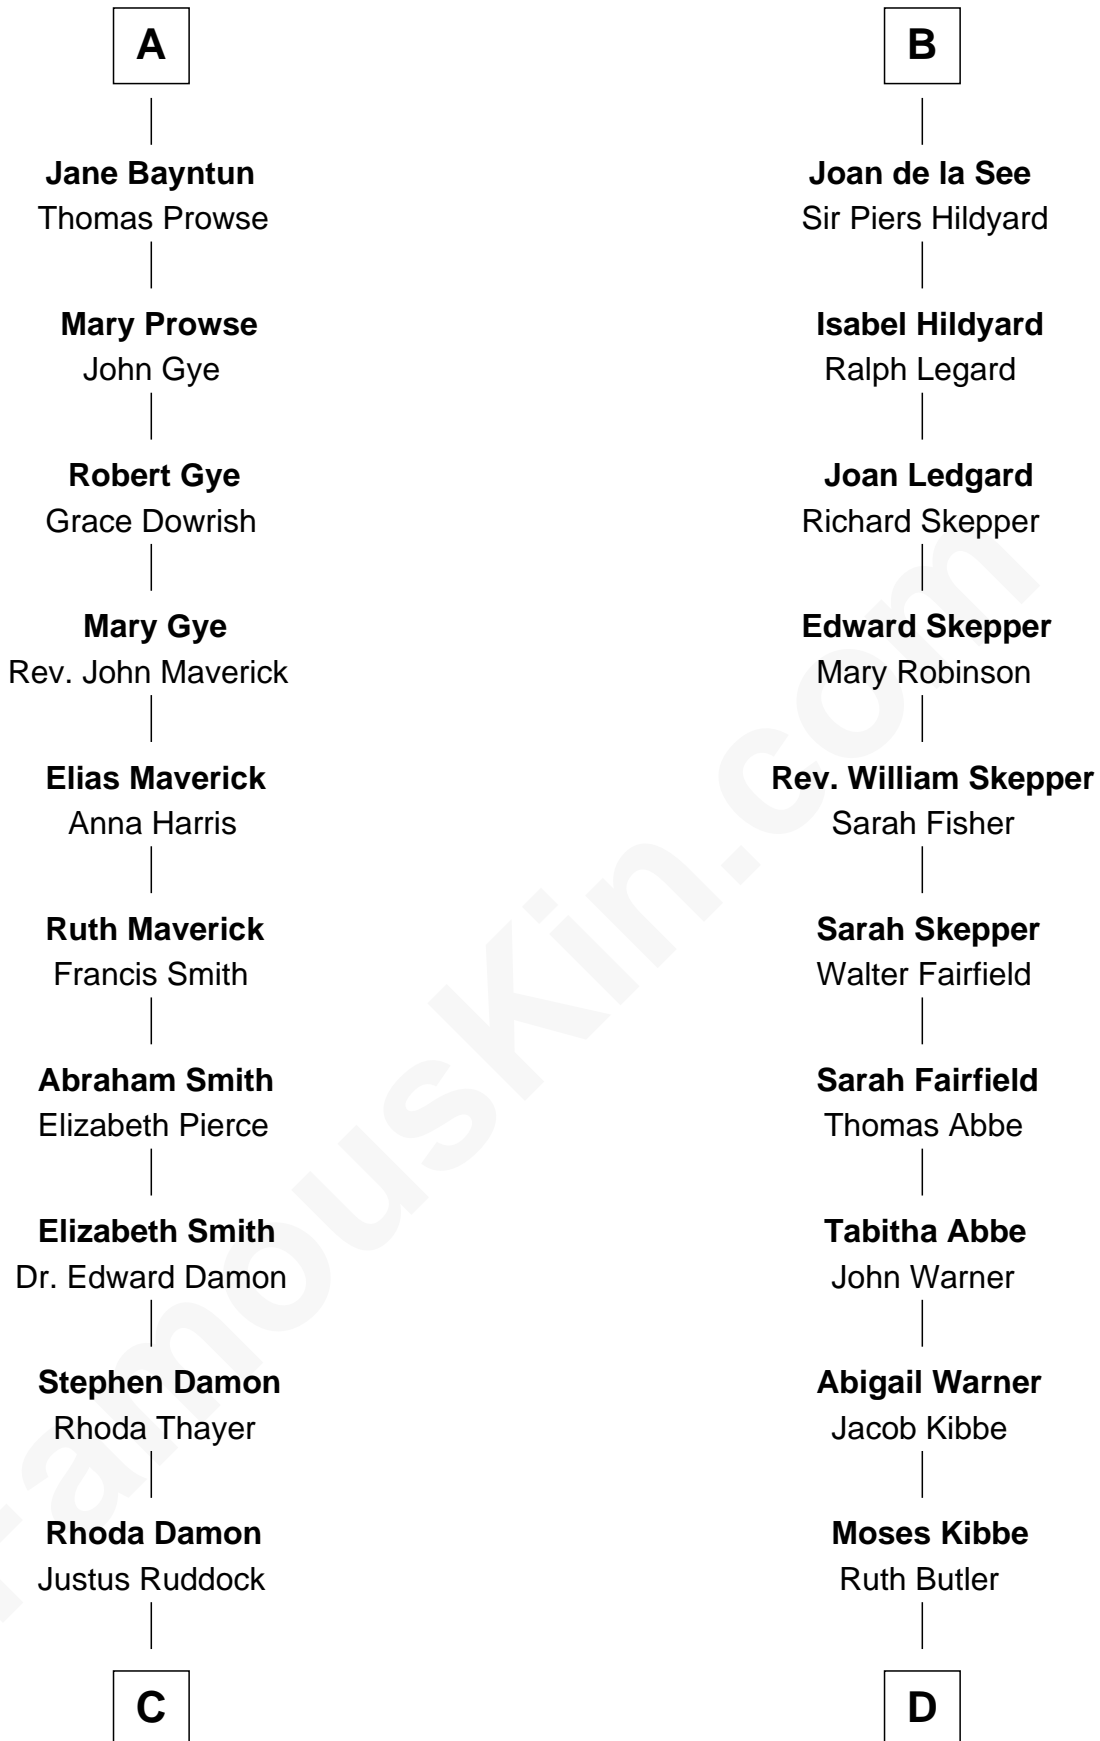 A
Jane Bayntun
Thomas Prowse
Mary Prowse
John Gye
Robert Gye
Grace Dowrish
Mary Gye
Rev. John Maverick
Elias Maverick
Anna Harris
Ruth Maverick
Francis Smith
Abraham Smith
Elizabeth Pierce
Elizabeth Smith
Dr. Edward Damon
Stephen Damon
Rhoda Thayer
Rhoda Damon
Justus Ruddock
C
B
Joan de la See
Sir Piers Hildyard
Isabel Hildyard
Ralph Legard
Joan Ledgard
Richard Skepper
Edward Skepper
Mary Robinson
Rev. William Skepper
Sarah Fisher
Sarah Skepper
Walter Fairfield
Sarah Fairfield
Thomas Abbe
Tabitha Abbe
John Warner
Abigail Warner
Jacob Kibbe
Moses Kibbe
Ruth Butler
D
FamousKin.com